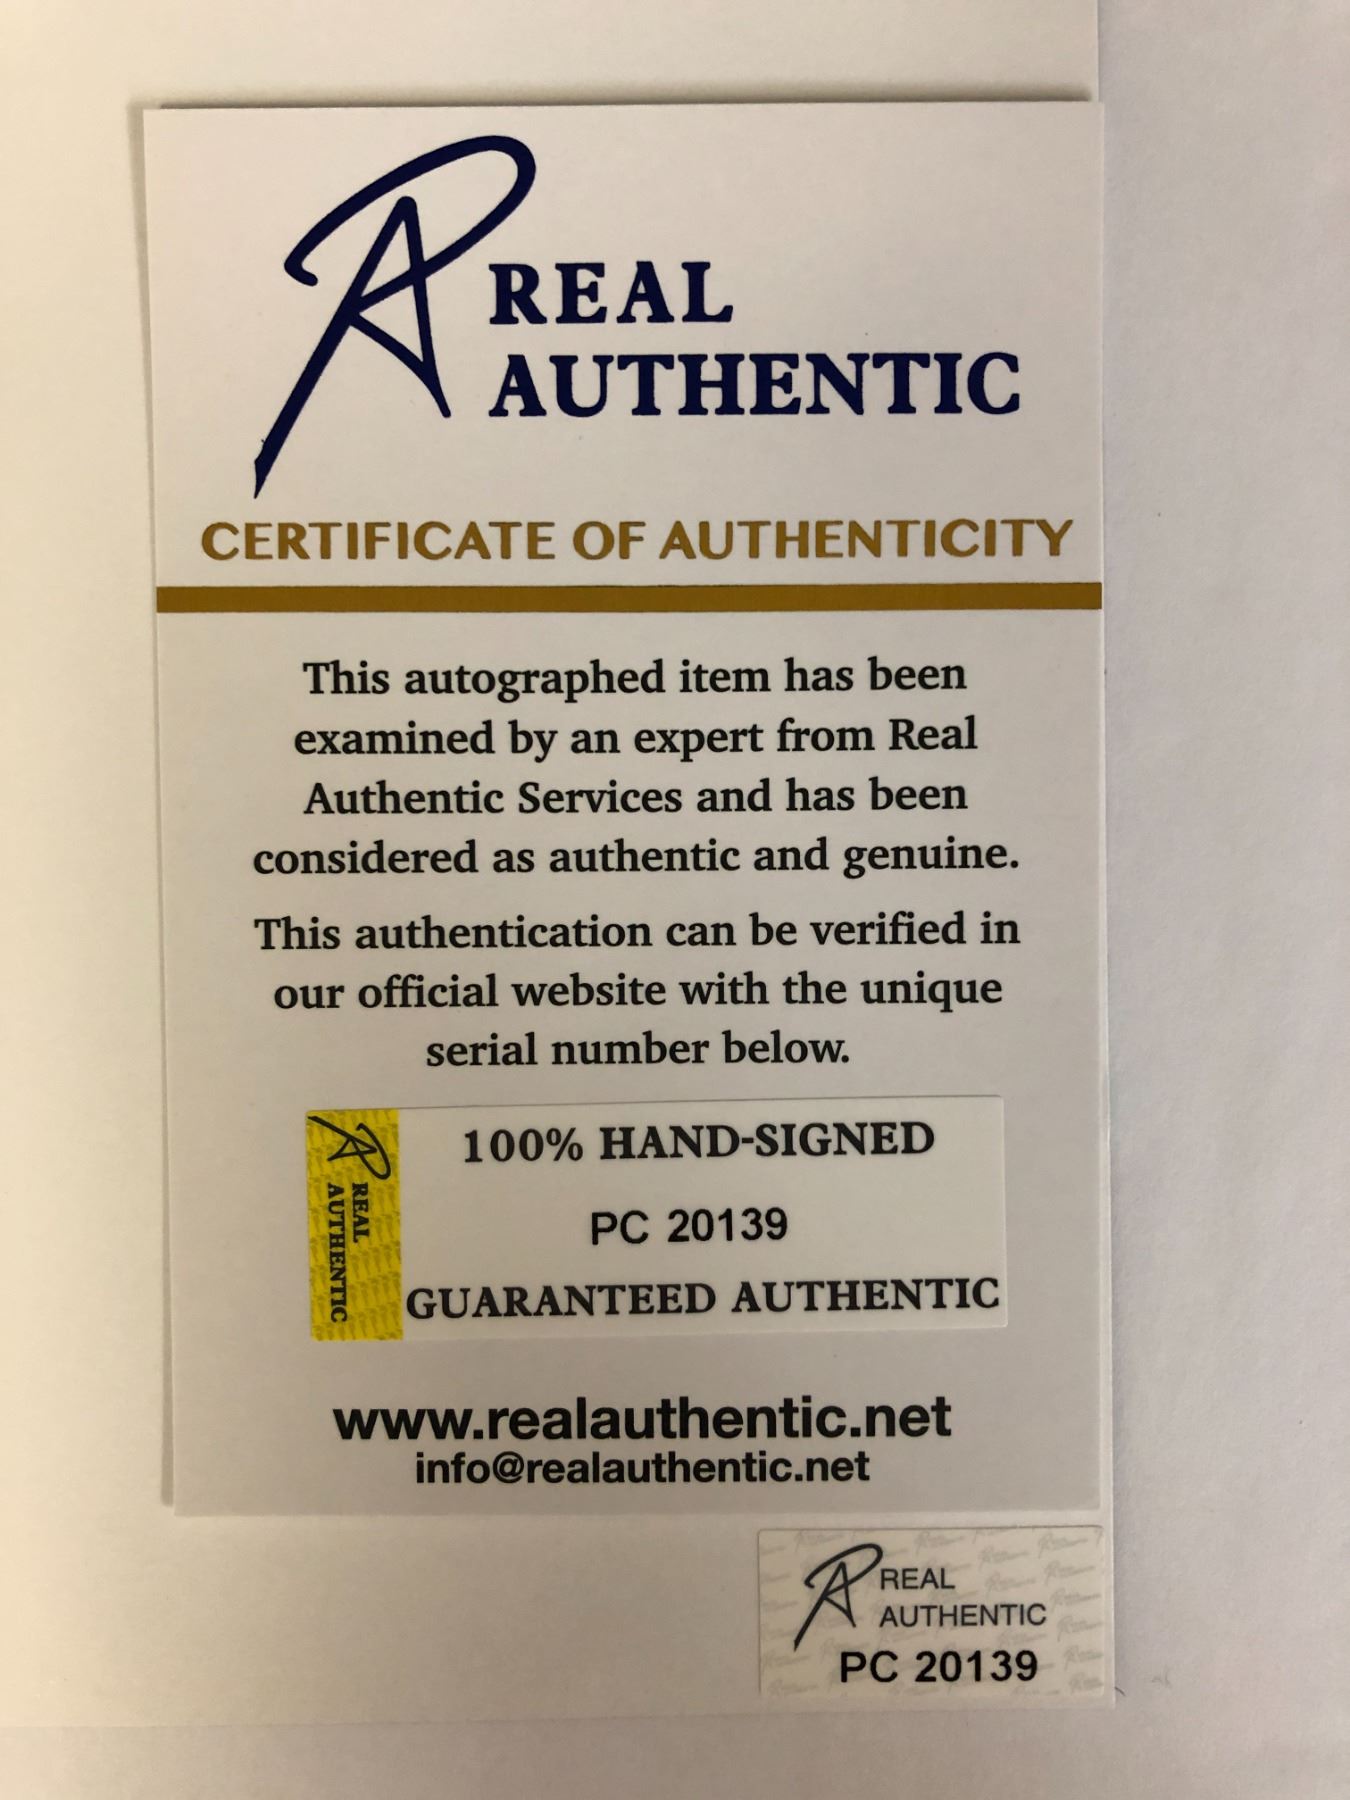 REAL
AUTHENTIC
CERTIFICATE OF AUTHENTICITY
This autographed item has been
examined by an expert from Real
Authentic Services and has been
considered as authentic and genuine.
This authentication can be verified in
our official website with the unique
serial number below.
REAL
AUTHENTIC
100% HAND-SIGNED
PC 20139
GUARANTEED AUTHENTIC
www.realauthentic.net
info@realauthentic.net
REAL
AUTHENTIC
PC 20139